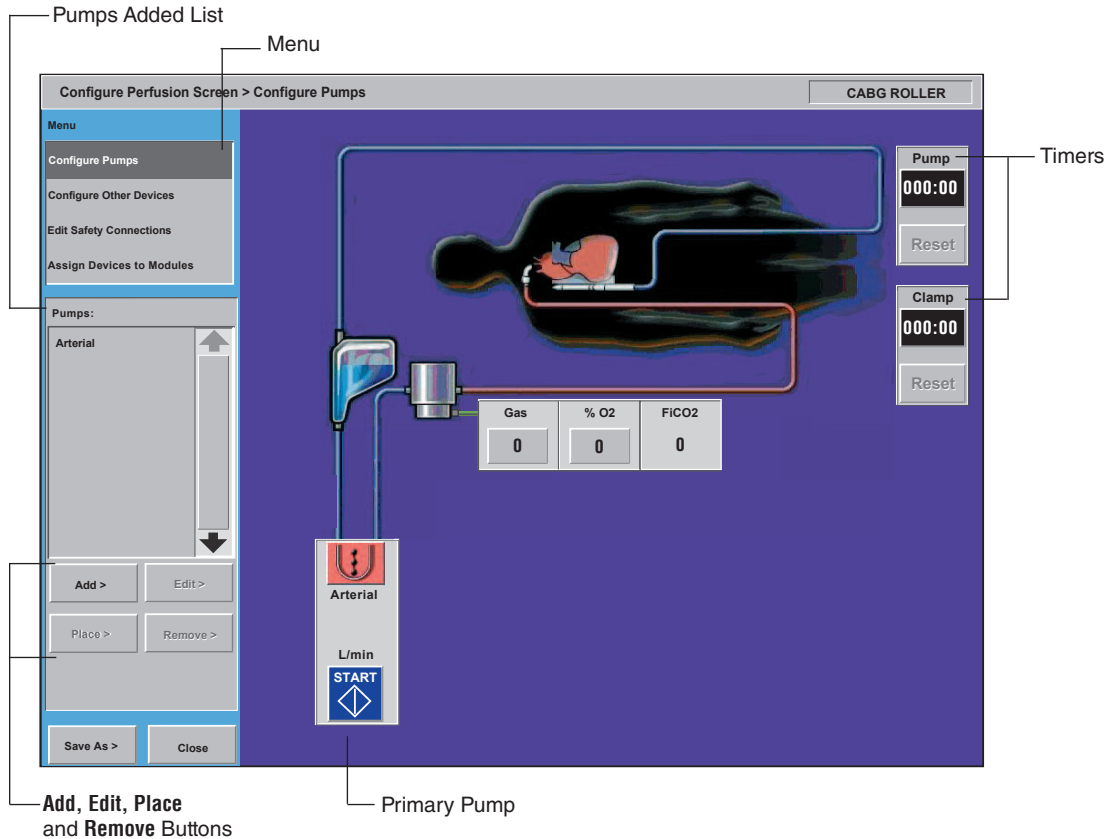 Pumps Added List
Menu
Configure Perfusion Screen > Configure Pumps
CABG ROLLER
Menu
Configure Pumps
Configure Other Devices
Edit Safety Connections
Assign Devices to Modules
Pumps:
Arterial
Add >
Edit >
Place >
Remove >
Save As >
Close
Pump
000:00
Reset
Clamp
000:00
Reset
Timers
Gas
% O2
FiCO2
0
0
0
Arterial
L/min
START
Add, Edit, Place
and Remove Buttons
Primary Pump